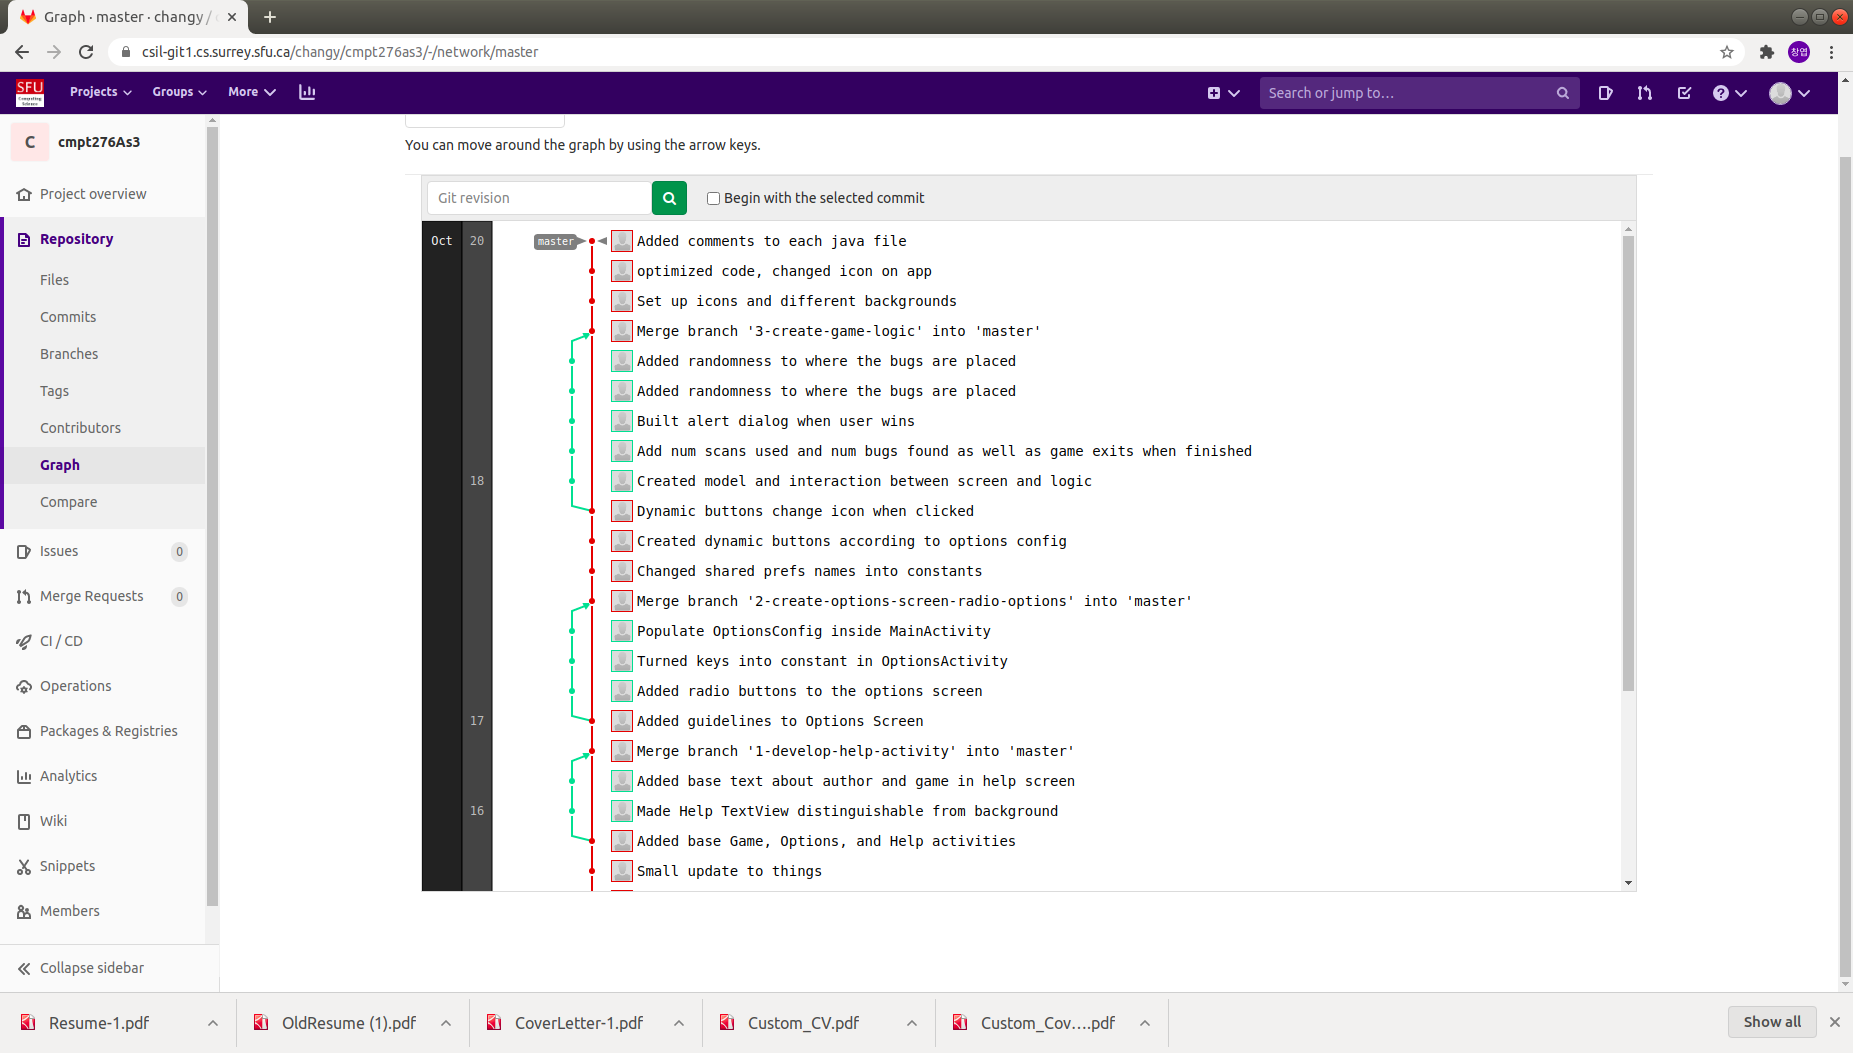 Graph · master · changy /
csil-git1.cs.surrey.sfu.ca/changy/cmpt276as3/-/network/master
창엽
SFU
Computing
Science
Projects
Groups
More
Search or jump to…
C
cmpt276As3
Project overview
Repository
Files
Commits
Branches
Tags
Contributors
Graph
Compare
Issues 0
Merge Requests 0
CI / CD
Operations
Packages & Registries
Analytics
Wiki
Snippets
Members
Collapse sidebar
You can move around the graph by using the arrow keys.
Git revision
Begin with the selected commit
Oct 20 master Added comments to each java file
optimized code, changed icon on app
Set up icons and different backgrounds
Merge branch '3-create-game-logic' into 'master'
Added randomness to where the bugs are placed
Added randomness to where the bugs are placed
Built alert dialog when user wins
Add num scans used and num bugs found as well as game exits when finished
18 Created model and interaction between screen and logic
Dynamic buttons change icon when clicked
Created dynamic buttons according to options config
Changed shared prefs names into constants
Merge branch '2-create-options-screen-radio-options' into 'master'
Populate OptionsConfig inside MainActivity
Turned keys into constant in OptionsActivity
Added radio buttons to the options screen
17 Added guidelines to Options Screen
Merge branch '1-develop-help-activity' into 'master'
Added base text about author and game in help screen
16 Made Help TextView distinguishable from background
Added base Game, Options, and Help activities
Small update to things
Resume-1.pdf
OldResume (1).pdf
CoverLetter-1.pdf
Custom_CV.pdf
Custom_Cov....pdf
Show all